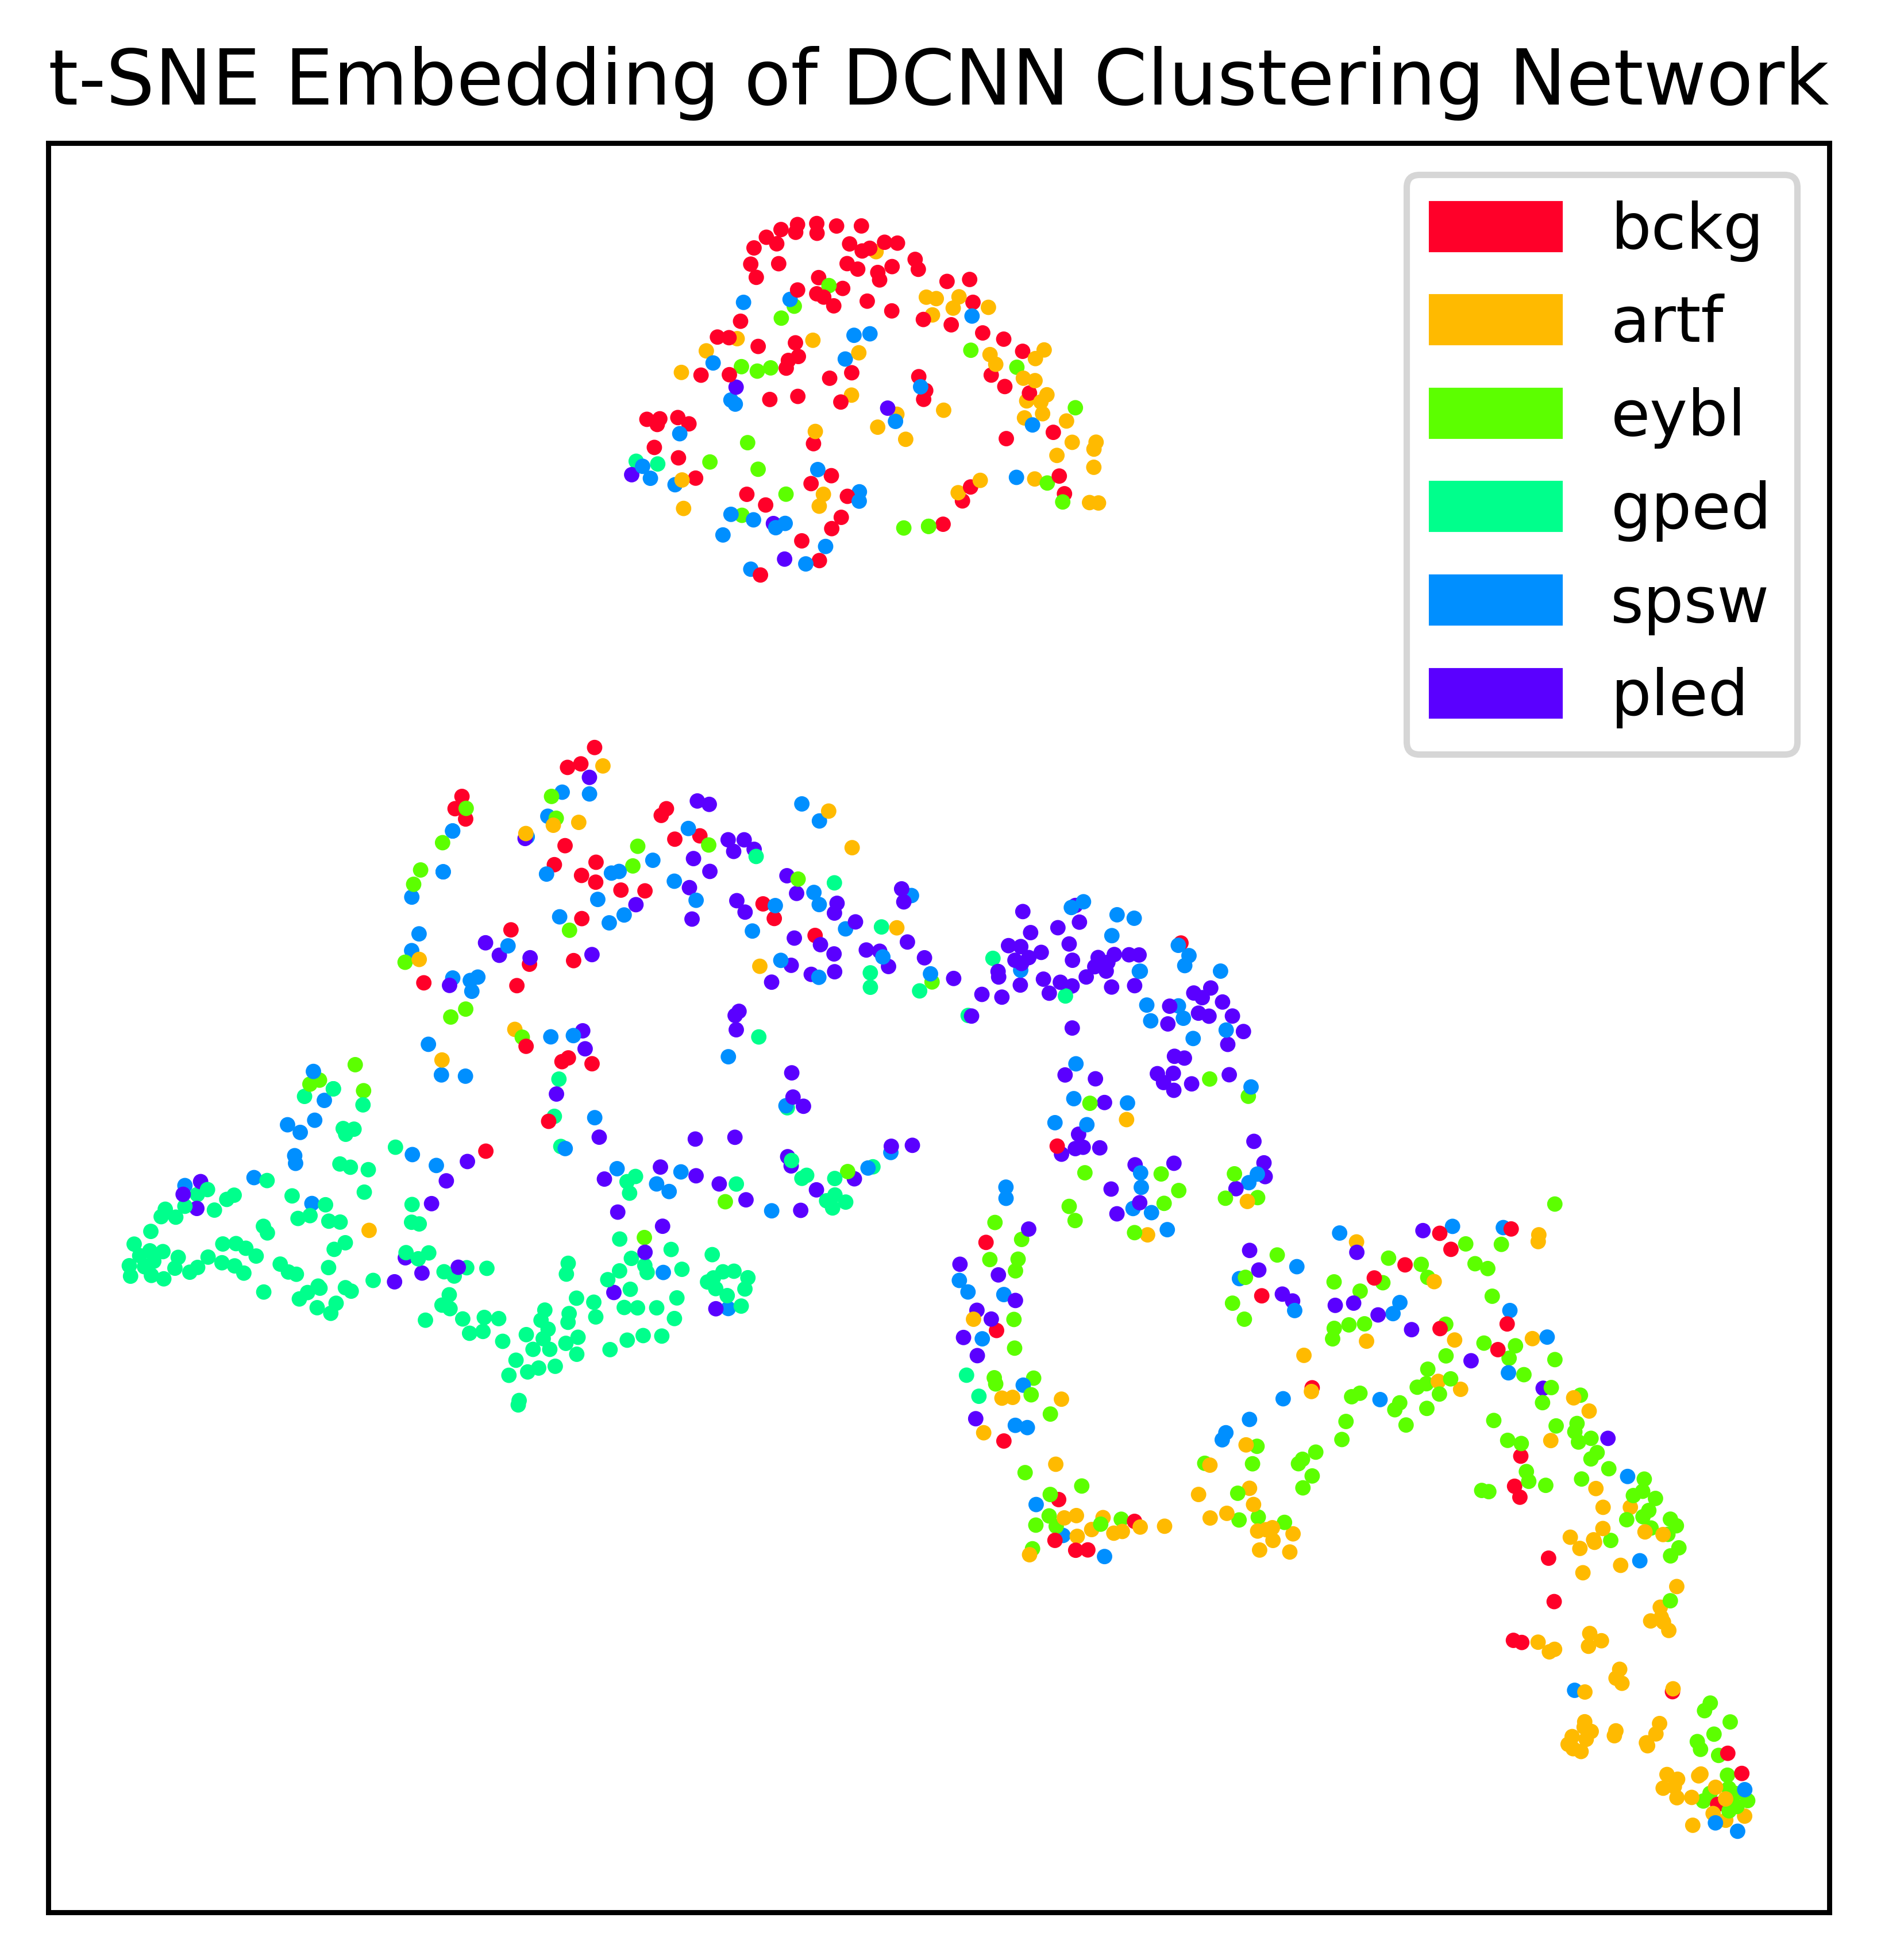 t-SNE Embedding of DCNN Clustering Network
bckg
artf
eybl
gped
spsw
pled